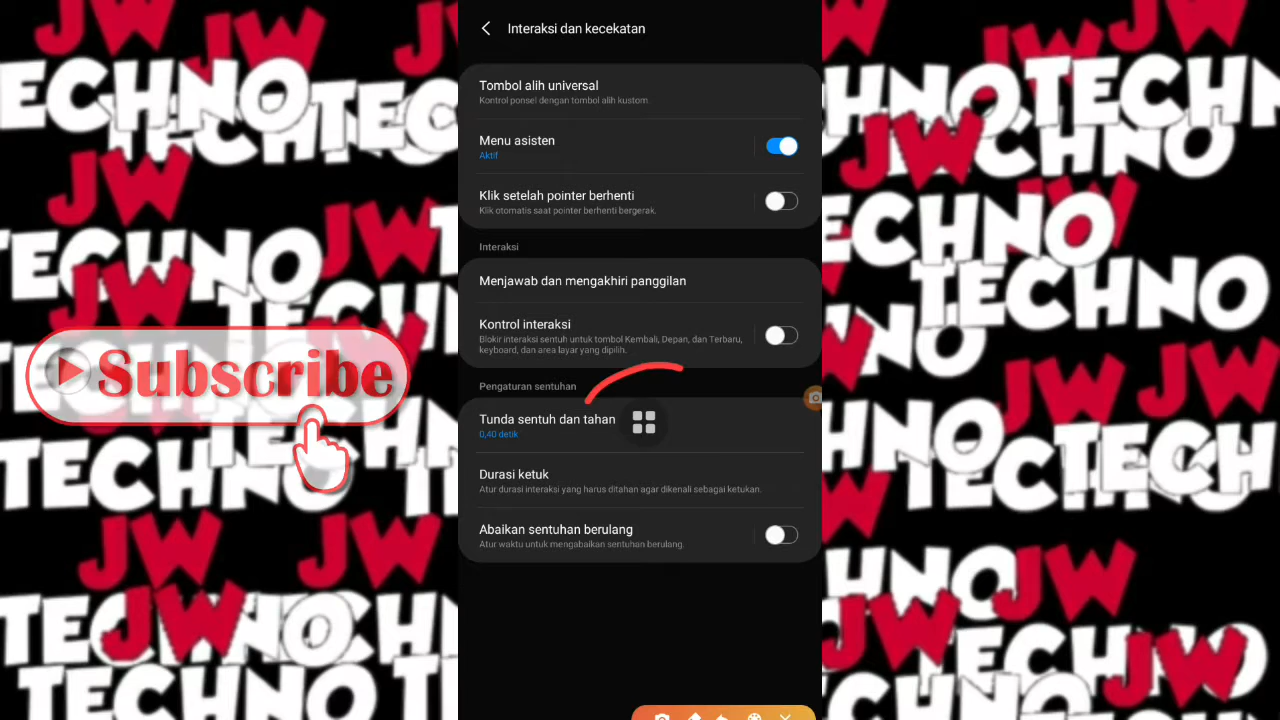 Interaksi dan kecekatan
Tombol alih universal
Kontrol ponsel dengan tombol alih kustom.
Menu asisten
Aktif
Klik setelah pointer berhenti
Klik otomatis saat pointer berhenti bergerak.
Interaksi
Menjawab dan mengakhiri panggilan
Kontrol interaksi
Blokir interaksi sentuh untuk tombol Kembali, Depan, dan Terbaru,
keyboard, dan area layar yang dipilih.
Pengaturan sentuhan
Tunda sentuh dan tahan
0,40 detik
Durasi ketuk
Atur durasi interaksi yang harus ditahan agar dikenali sebagai ketukan.
Abaikan sentuhan berulang
Atur waktu untuk mengabaikan sentuhan berulang.
Subscribe
JW
TECHNO